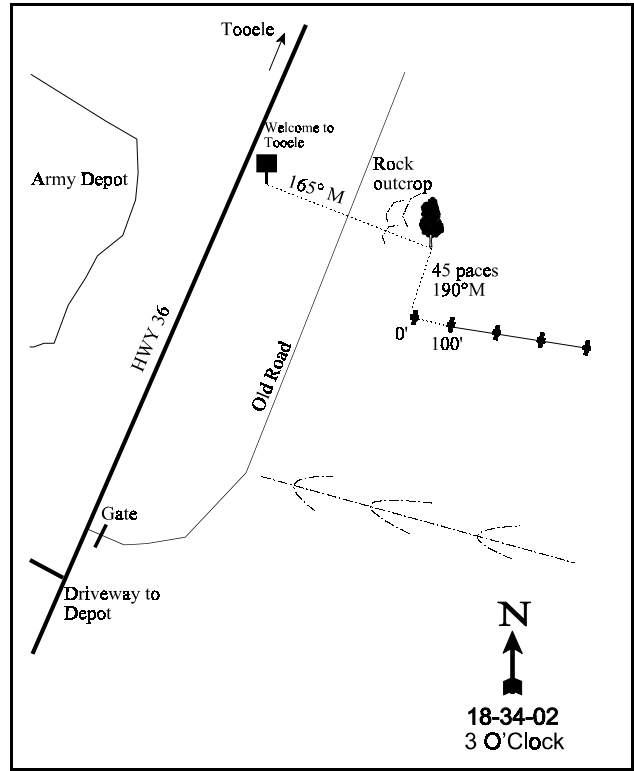 Tooele
Welcome to
Tooele
165° M
Rock
outcrop
Army Depot
45 paces
190°M
0'
100'
HWY 36
Old Road
Gate
Driveway to
Depot
N
18-34-02
3 O'Clock